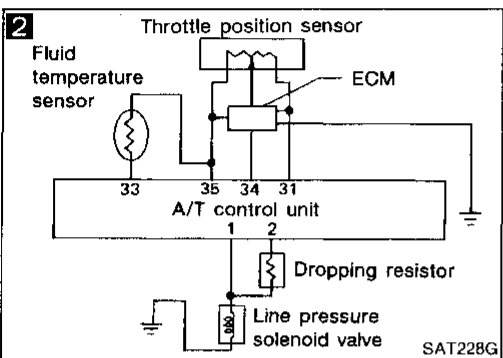 2
Throttle position sensor
Fluid
temperature
sensor
ECM
33 35 34 31
A/T control unit
1 2
Dropping resistor
Line pressure
solenoid valve
SAT228G